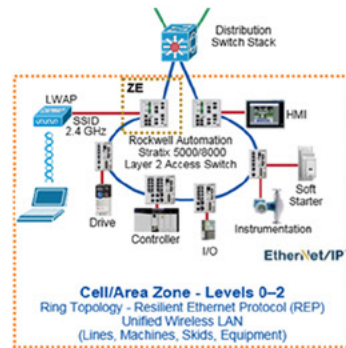 Distribution
Switch Stack
ZE
LWAP
SSID
2.4 GHz
HMI
Rockwell Automation
Stratix 5000/8000
Layer 2 Access Switch
Soft
Starter
Drive
Controller
I/O
Instrumentation
EtherNet/IP
Cell/Area Zone - Levels 0–2
Ring Topology - Resilient Ethernet Protocol (REP)
Unified Wireless LAN
(Lines, Machines, Skids, Equipment)